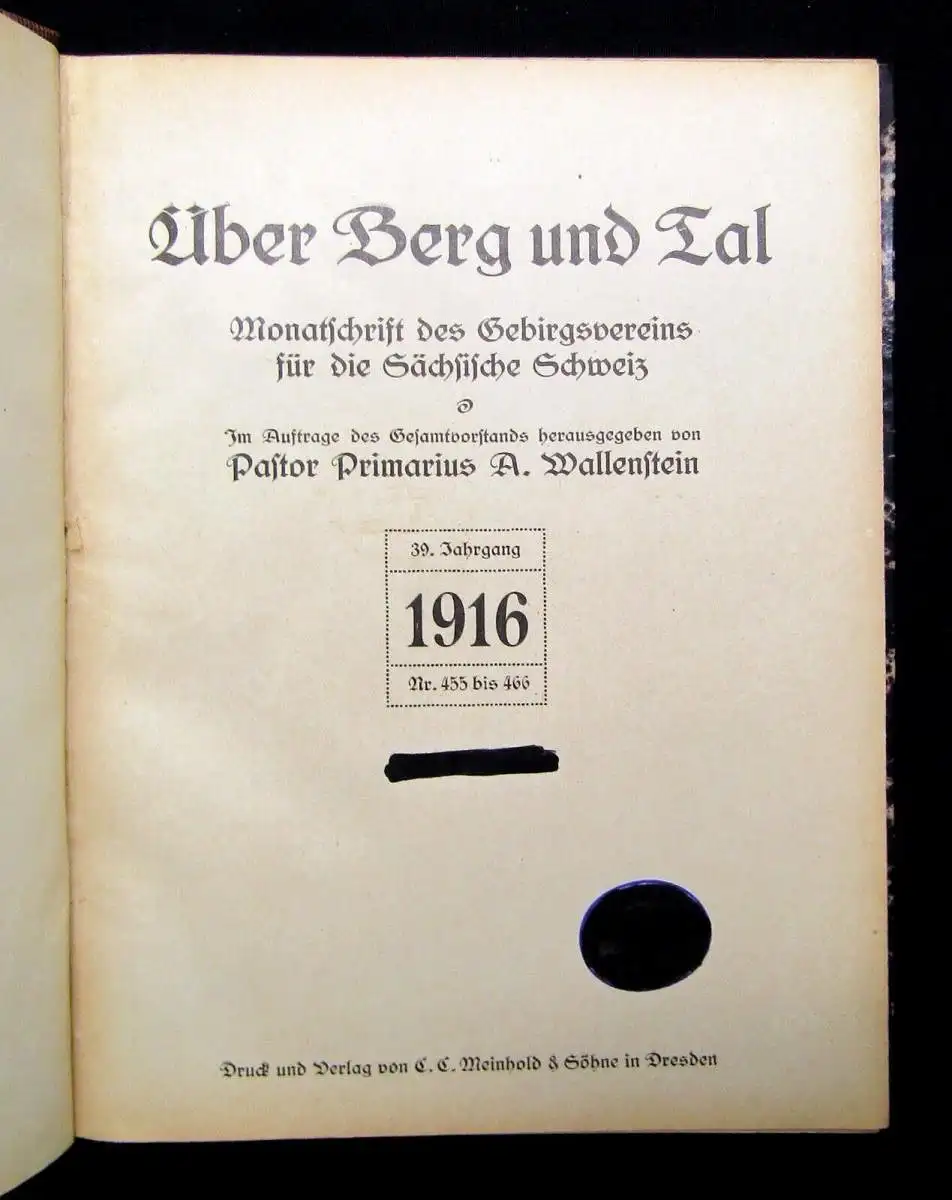 Über Berg und Tal
Monatschrift des Gebirgsvereins
für die Sächsische Schweiz
Im Auftrage des Gesamtvorstands herausgegeben von
Pastor Primarius A. Wallenstein
39. Jahrgang
1916
Nr. 455 bis 466
Druck und Verlag von C. C. Meinhold & Söhne in Dresden